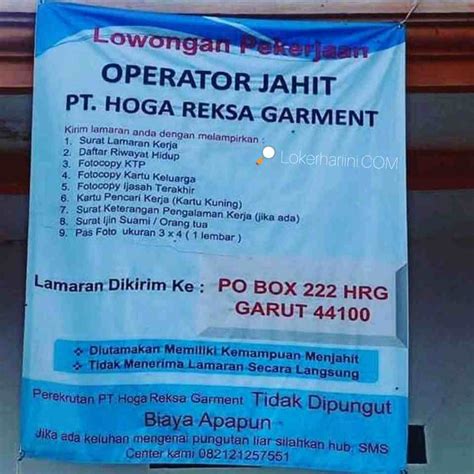 Lowongan Pekerjaan
OPERATOR JAHIT
PT. HOGA REKSA GARMENT
Kirim lamaran anda dengan melampirkan :
1. Surat Lamaran Kerja
2. Daftar Riwayat Hidup
3. Fotocopy KTP
4. Fotocopy Kartu Keluarga
5. Fotocopy Ijasah Terakhir
6. Kartu Pencari Kerja (Kartu Kuning)
7. Surat Keterangan Pengalaman Kerja (jika ada)
8. Surat Ijin Suami / Orang tua
9. Pas Foto ukuran 3 x 4 ( 1 lembar )
Lokerhariini.COM
Lamaran Dikirim Ke : PO BOX 222 HRG
GARUT 44100
Diutamakan Memiliki Kemampuan Menjahit
Tidak Menerima Lamaran Secara Langsung
Perekrutan PT Hoga Reksa Garment Tidak Dipungut
Biaya Apapun
Jika ada keluhan mengenai pungutan liar silahkan hub, SMS
Center kami 082121257551